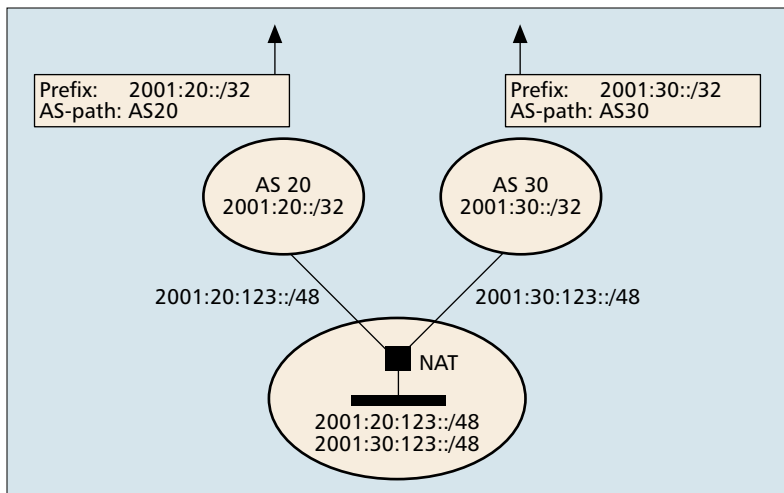 Prefix: 2001:20::/32
AS-path: AS20
Prefix: 2001:30::/32
AS-path: AS30
AS 20
2001:20::/32
AS 30
2001:30::/32
2001:20:123::/48
2001:30:123::/48
NAT
2001:20:123::/48
2001:30:123::/48